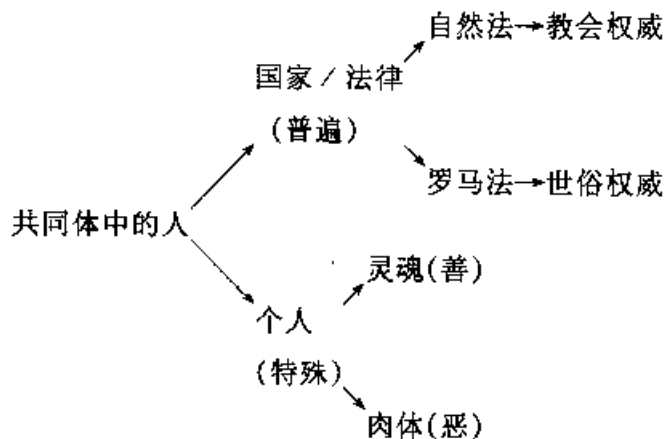 自然法→教会权威
国家／法律
(普遍)
罗马法→世俗权威
共同体中的人
灵魂(善)
个人
(特殊)
肉体(恶)